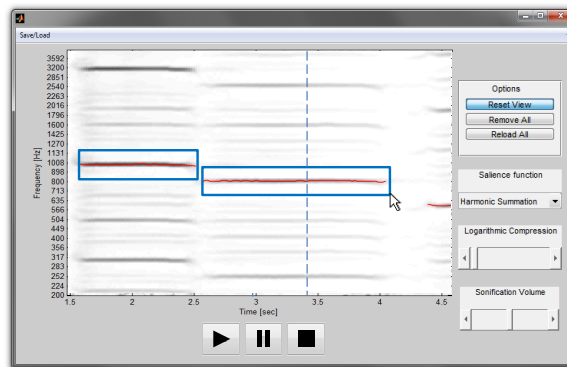 Save/Load
3592
3200
2851
2540
2263
2016
1796
1600
1425
1270
1131
1000
898
800
713
635
566
504
449
400
356
317
283
252
224
200
Frequency [Hz]
1.5 2 2.5 3 3.5 4 4.5
Time [sec]
Options
Reset View
Remove All
Reload All
Salience function
Harmonic Summation
Logarithmic Compression
Sonification Volume